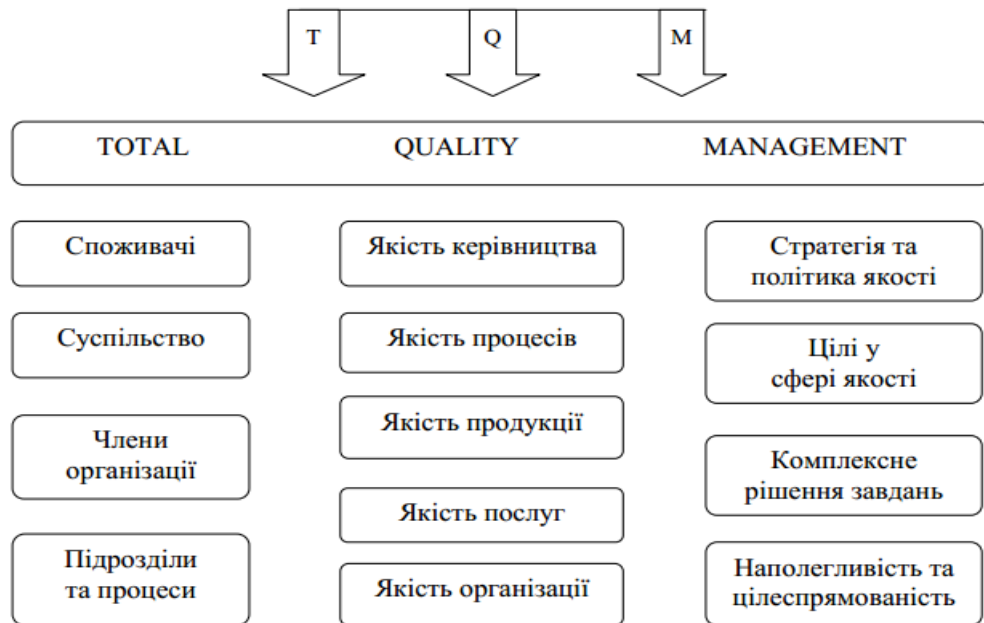 T Q M
TOTAL QUALITY MANAGEMENT
Споживачі
Суспільство
Члени
організації
Підрозділи
та процеси
Якість керівництва
Якість процесів
Якість продукції
Якість послуг
Якість організації
Стратегія та
політика якості
Цілі у
сфері якості
Комплексне
рішення завдань
Наполегливість та
цілеспрямованість